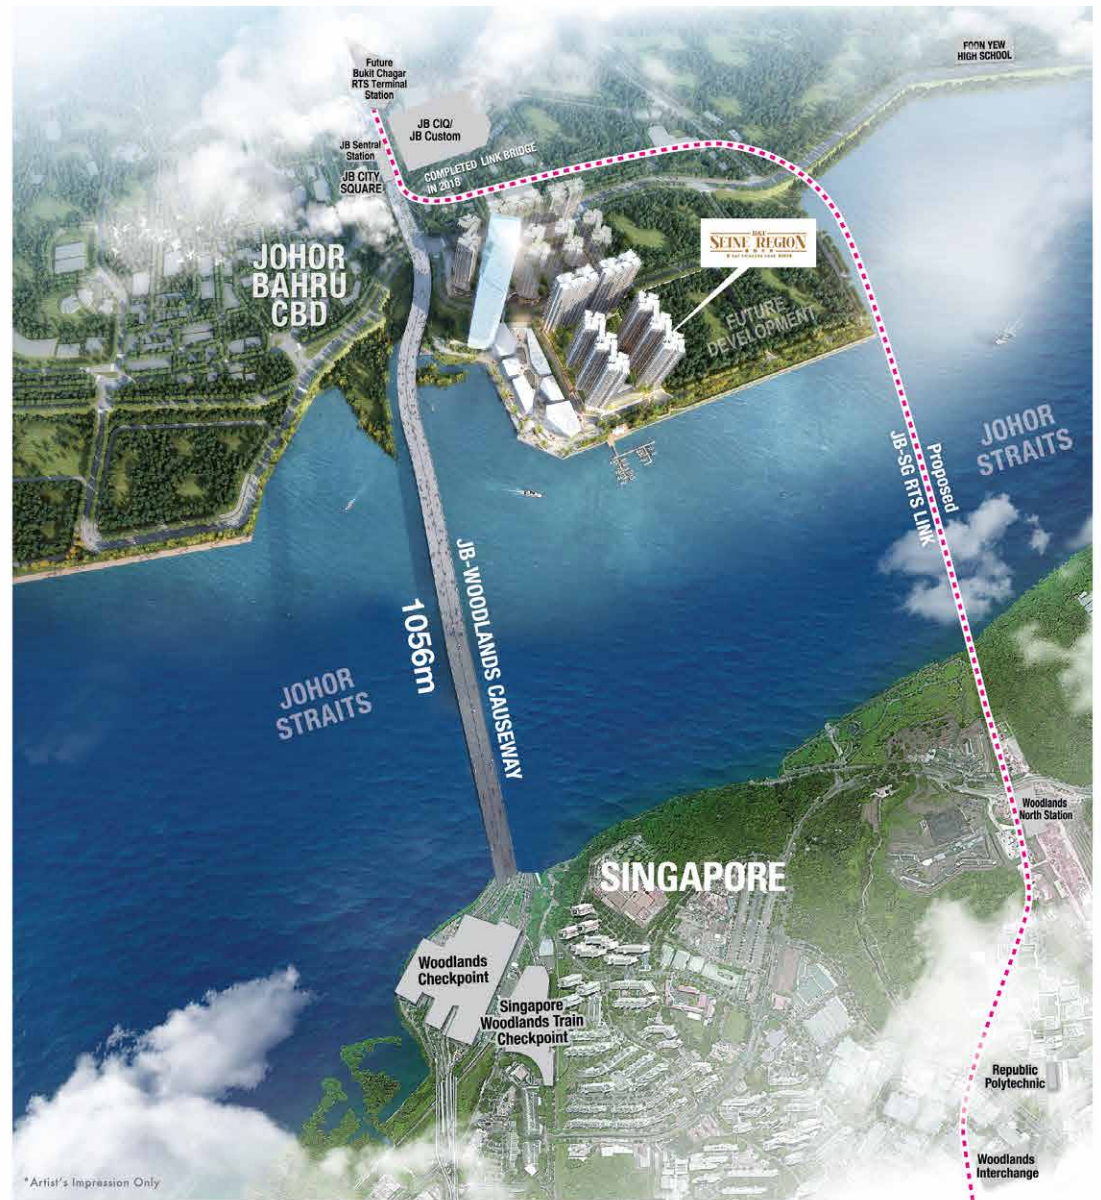 Future
Bukit Chagar
RTS Terminal
Station
JB CIQ/
JB Custom
FOON YEW
HIGH SCHOOL
JB Sentral
Station
JB CITY
SQUARE
COMPLETED LINK BRIDGE
IN 2018
SEINE REGION
JOHOR
BAHRU
CBD
FUTURE
DEVELOPMENT
JOHOR
STRAITS
Proposed
JB-SG RTS LINK
JB-WOODLANDS CAUSEWAY
1056m
JOHOR
STRAITS
Woodlands
North Station
SINGAPORE
Woodlands
Checkpoint
Singapore
Woodlands Train
Checkpoint
Republic
Polytechnic
Woodlands
Interchange
*Artist's Impression Only